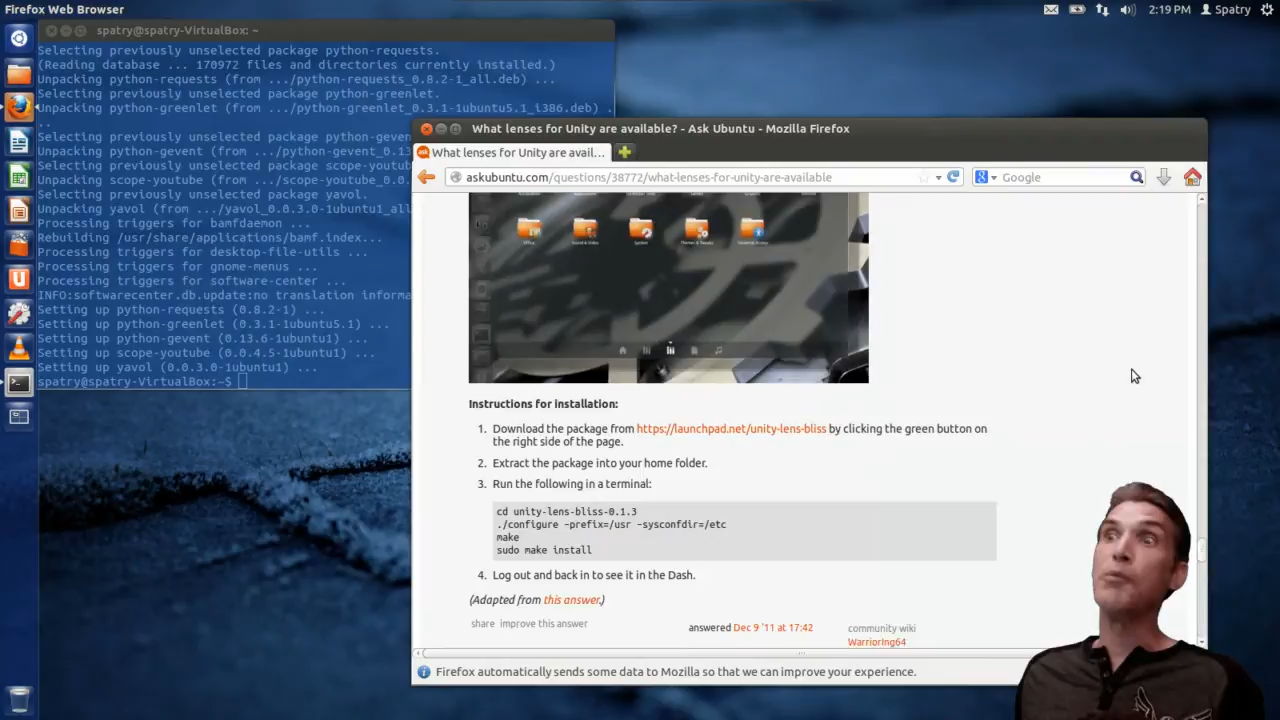 Firefox Web Browser
2:19 PM
Spatry
spatry@spatry-VirtualBox: ~
Selecting previously unselected package python-requests.
(Reading database ... 170972 files and directories currently installed.)
Unpacking python-requests (from .../python-requests_0.8.2-1_all.deb) ...
Selecting previously unselected package python-greenlet.
Unpacking python-greenlet (from .../python-greenlet_0.3.1-1ubuntu5.1_i386.deb) .
..
Selecting previously unselected package python-geven
Unpacking python-gevent (from .../python-gevent_0.13
Selecting previously unselected package scope-youtub
Unpacking scope-youtube (from .../scope-youtube_0.0.
Selecting previously unselected package yavol.
Unpacking yavol (from .../yavol_0.0.3.0-1ubuntu1_all
Processing triggers for bamfdaemon ...
Rebuilding /usr/share/applications/bamf.index...
Processing triggers for desktop-file-utils ...
Processing triggers for gnome-menus ...
Processing triggers for software-center ...
INFO:softwarecenter.db.update:no translation informa
Setting up python-requests (0.8.2-1) ...
Setting up python-greenlet (0.3.1-1ubuntu5.1) ...
Setting up python-gevent (0.13.6-1ubuntu1) ...
Setting up scope-youtube (0.0.4.5-1ubuntu1) ...
Setting up yavol (0.0.3.0-1ubuntu1) ...
spatry@spatry-VirtualBox:~$
What lenses for Unity are available? - Ask Ubuntu - Mozilla Firefox
What lenses for Unity are avail...
askubuntu.com/questions/38772/what-lenses-for-unity-are-available
Google
Office
Sound & Video
System
Themes & Tweaks
Universal Access
Instructions for installation:
1. Download the package from https://launchpad.net/unity-lens-bliss by clicking the green button on
the right side of the page.
2. Extract the package into your home folder.
3. Run the following in a terminal:
cd unity-lens-bliss-0.1.3
./configure -prefix=/usr -sysconfdir=/etc
make
sudo make install
4. Log out and back in to see it in the Dash.
(Adapted from this answer.)
share improve this answer
answered Dec 9 '11 at 17:42
community wiki
WarriorIng64
Firefox automatically sends some data to Mozilla so that we can improve your experience.